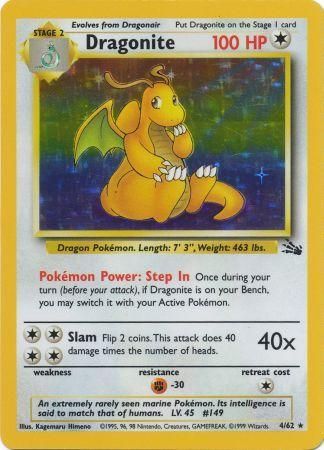 Evolves from Dragonair Put Dragonite on the Stage 1 card
STAGE 2
Dragonite 100 HP
Dragon Pokémon. Length: 7' 3", Weight: 463 lbs.
Pokémon Power: Step In Once during your
turn (before your attack), if Dragonite is on your Bench,
you may switch it with your Active Pokémon.
Slam Flip 2 coins. This attack does 40
damage times the number of heads.
40x
weakness resistance retreat cost
-30
An extremely rarely seen marine Pokémon. Its intelligence is
said to match that of humans. LV. 45 #149
Illus. Kagemaru Himeno ©1995, 96, 98 Nintendo, Creatures, GAMEFREAK. ©1999 Wizards. 4/62